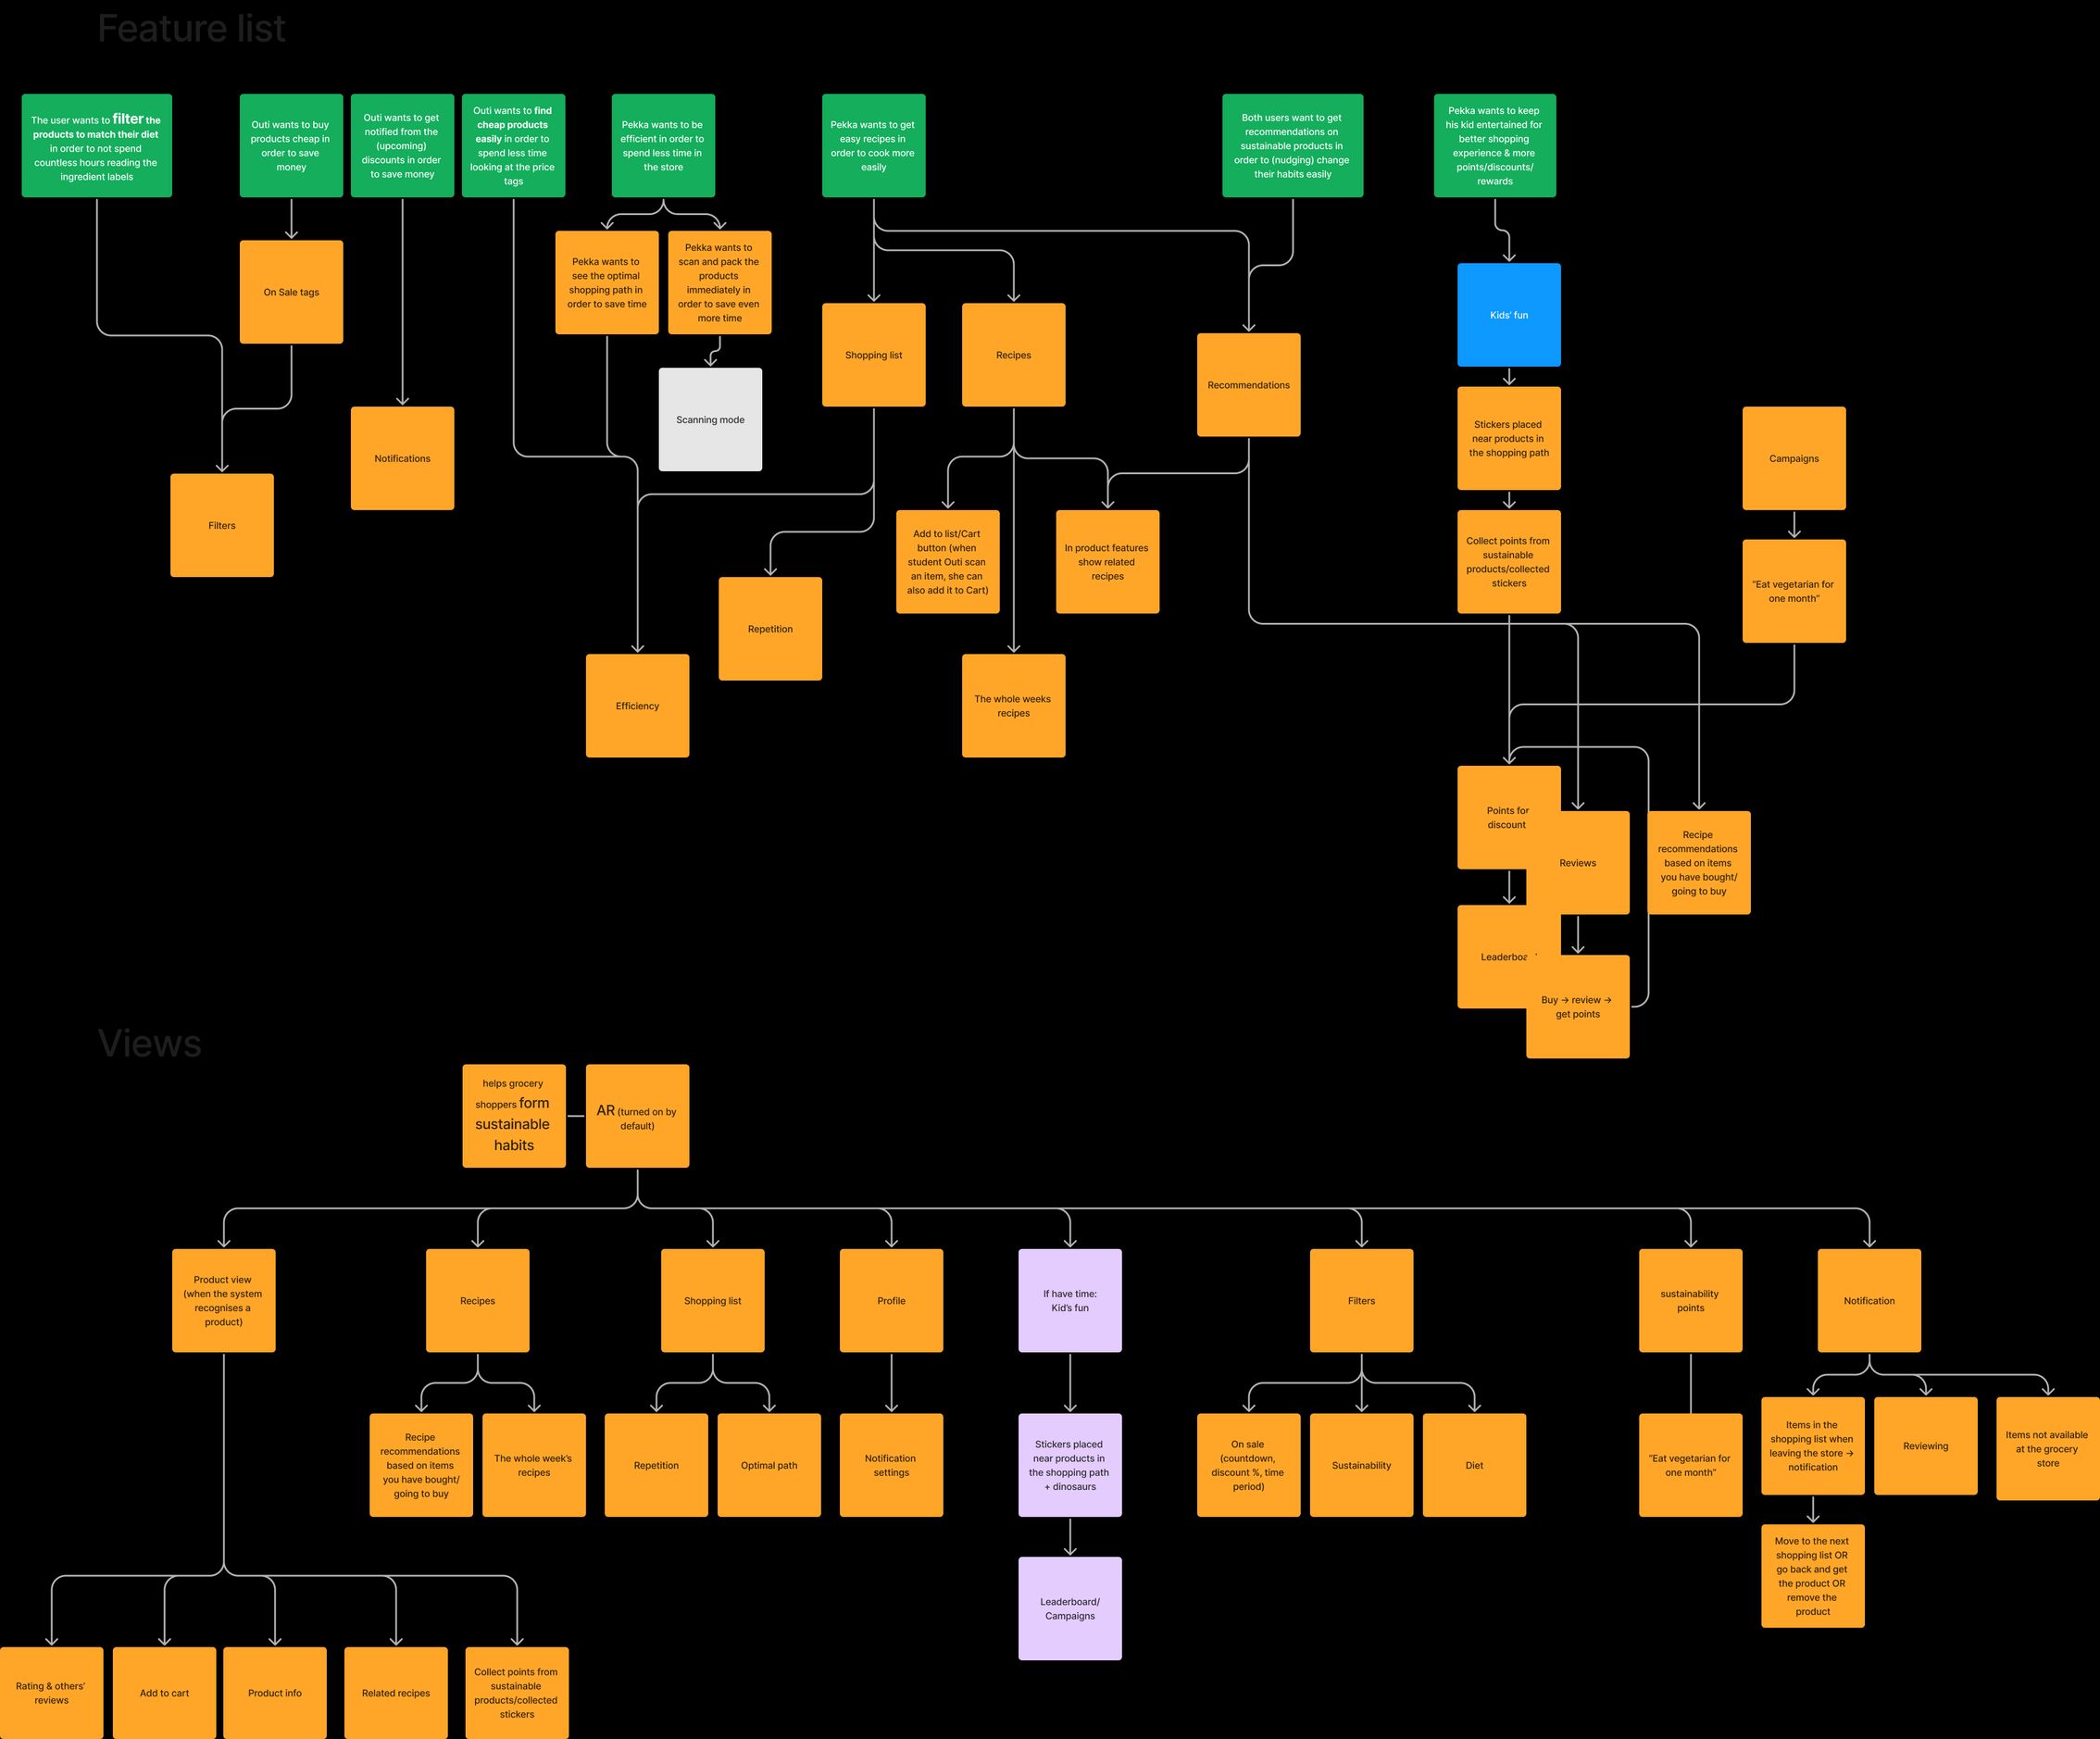 Feature list
The user wants to filter the
products to match their diet
in order to not spend
countless hours reading the
ingredient labels
Outi wants to buy
products cheap in
order to save
money
Outi wants to get
notified from the
(upcoming)
discounts in order
to save money
Outi wants to find
cheap products
easily in order to
spend less time
looking at the price
tags
Pekka wants to be
efficient in order to
spend less time in
the store
Pekka wants to get
easy recipes in
order to cook more
easily
Both users want to get
recommendations on
sustainable products in
order to (nudging) change
their habits easily
Pekka wants to keep
his kid entertained for
better shopping
experience & more
points/discounts/
rewards
On Sale tags
Pekka wants to
see the optimal
shopping path in
order to save time
Pekka wants to
scan and pack the
products
immediately in
order to save even
more time
Kids' fun
Shopping list
Recipes
Recommendations
Scanning mode
Stickers placed
near products in
the shopping path
Notifications
Campaigns
Filters
Add to list/Cart
button (when
student Outi scan
an item, she can
also add it to Cart)
In product features
show related
recipes
Collect points from
sustainable
products/collected
stickers
"Eat vegetarian for
one month"
Repetition
Efficiency
The whole weeks
recipes
Points for
discount
Reviews
Recipe
recommendations
based on items
you have bought/
going to buy
Buy → review →
get points
Views
helps grocery
shoppers form
sustainable
habits
AR (turned on by
default)
Product view
(when the system
recognises a
product)
Recipes
Shopping list
Profile
If have time:
Kid's fun
Filters
sustainability
points
Notification
Recipe
recommendations
based on items
you have bought/
going to buy
The whole week's
recipes
Repetition
Optimal path
Notification
settings
Stickers placed
near products in
the shopping path
+ dinosaurs
On sale
(countdown,
discount %, time
period)
Sustainability
Diet
"Eat vegetarian for
one month"
Items in the
shopping list when
leaving the store →
notification
Reviewing
Items not available
at the grocery
store
Move to the next
shopping list OR
go back and get
the product OR
remove the
product
Leaderboard/
Campaigns
Rating & others'
reviews
Add to cart
Product info
Related recipes
Collect points from
sustainable
products/collected
stickers